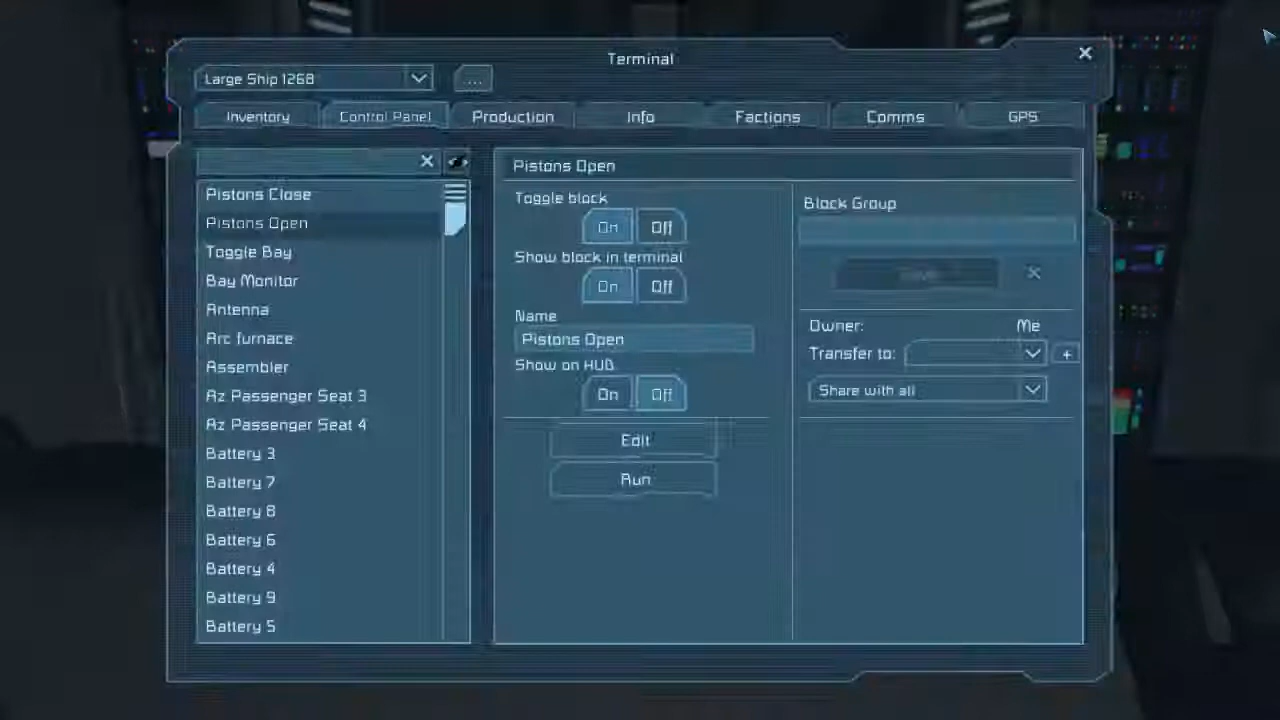 Terminal
Large Ship 1268
...
Inventory
Control Panel
Production
Info
Factions
Comms
GPS
Pistons Close
Pistons Open
Toggle Bay
Bay Monitor
Antenna
Arc furnace
Assembler
Az Passenger Seat 3
Az Passenger Seat 4
Battery 3
Battery 7
Battery 8
Battery 6
Battery 4
Battery 9
Battery 5
Pistons Open
Toggle block
On Off
Show block in terminal
On Off
Name
Pistons Open
Show on HUD
On Off
Edit
Run
Block Group
Owner: Me
Transfer to:
Share with all